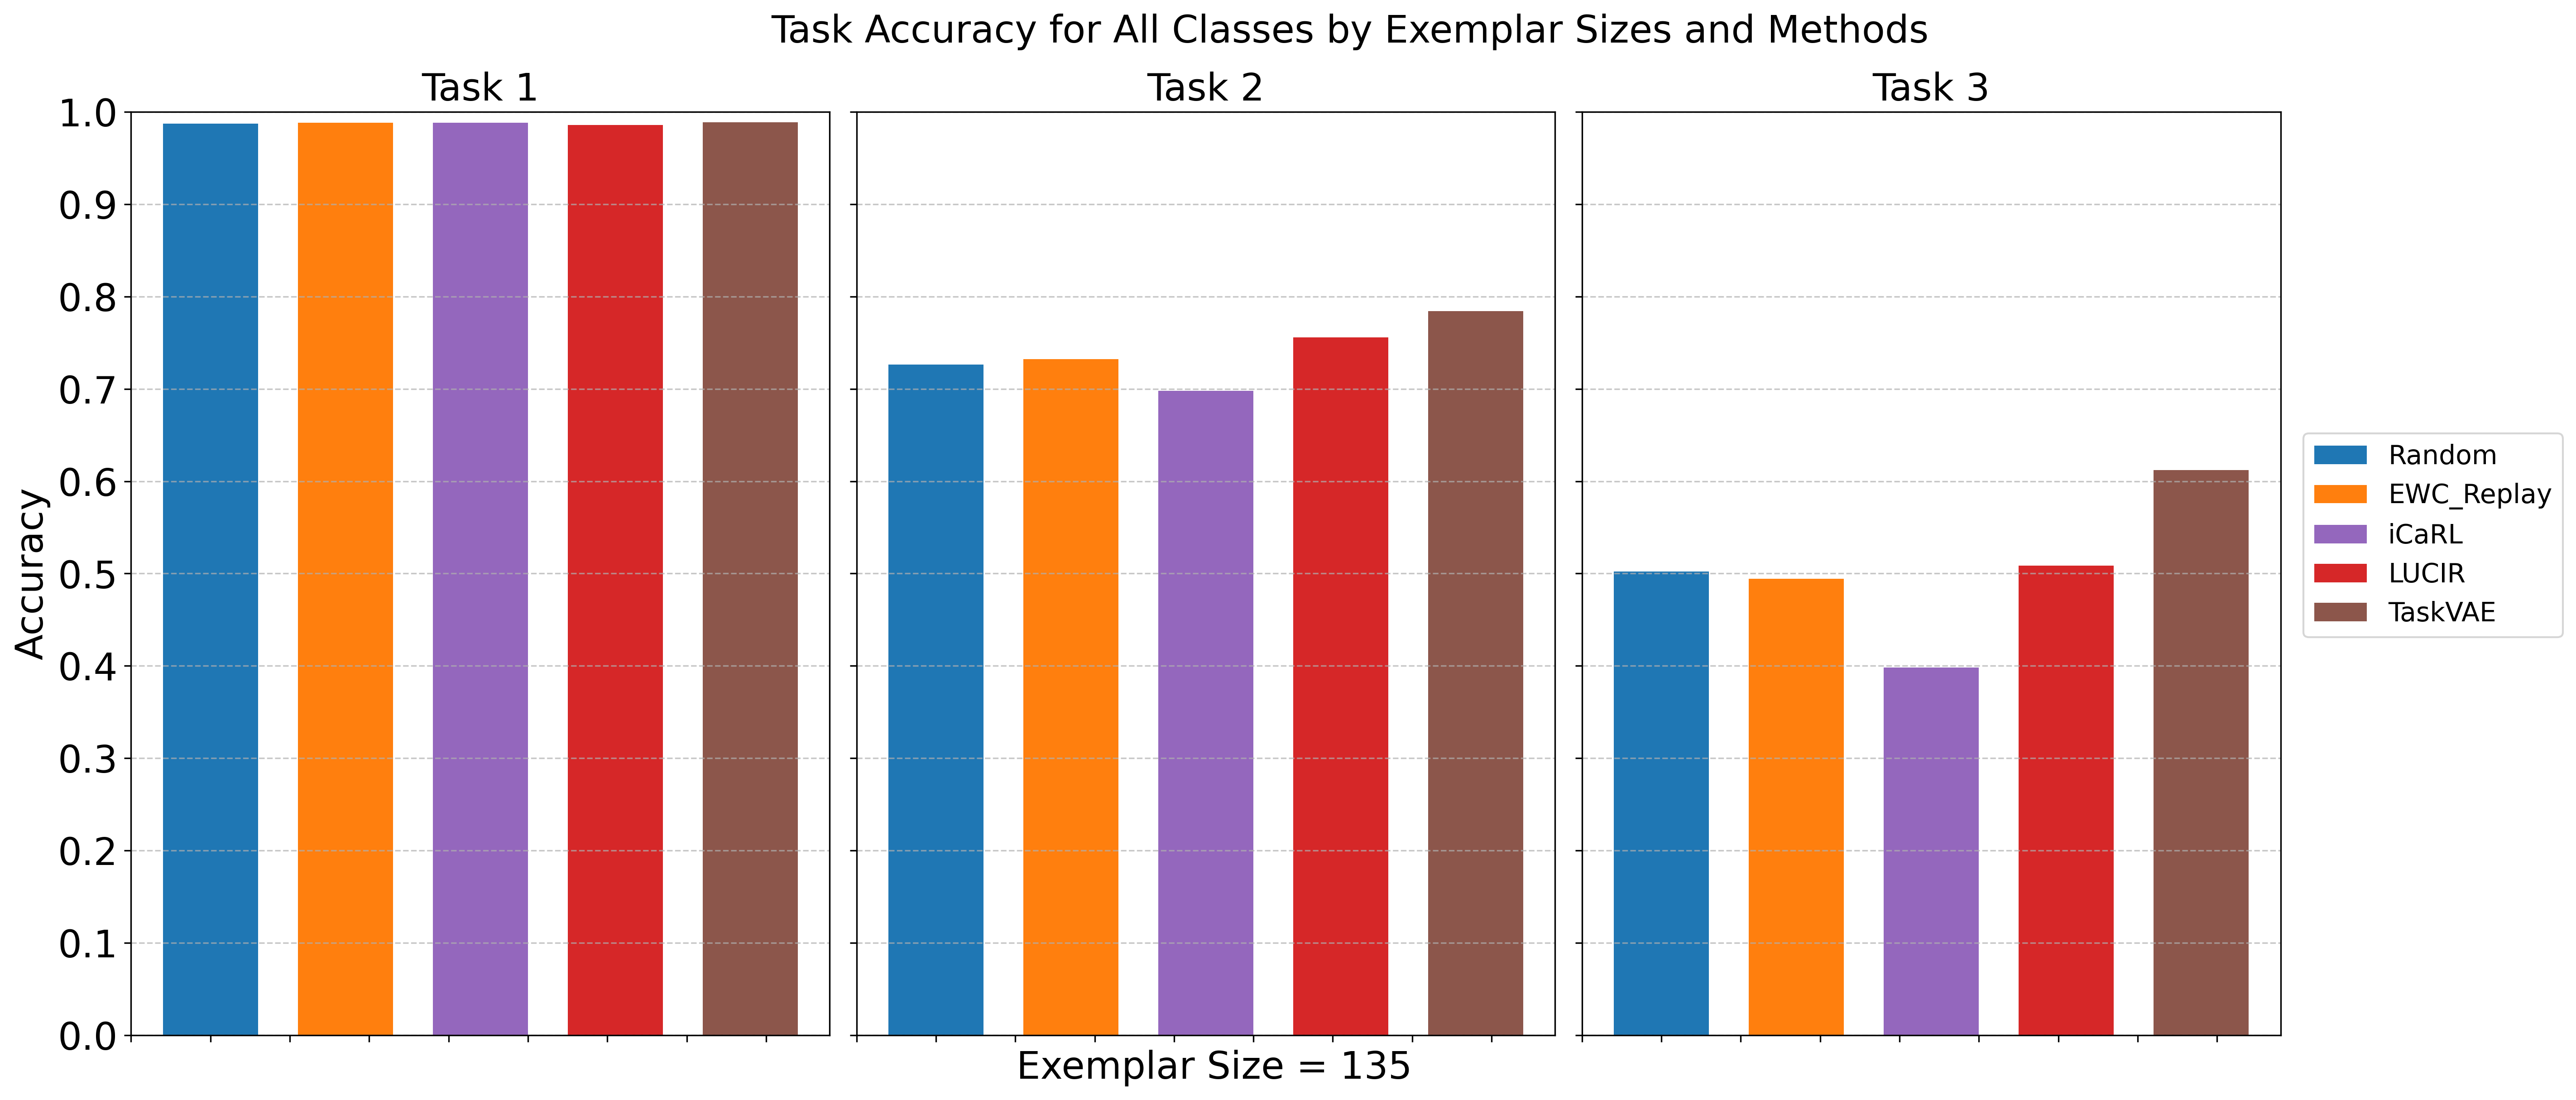 Task Accuracy for All Classes by Exemplar Sizes and Methods
Task 1
Task 2
Task 3
Accuracy
1.0
0.9
0.8
0.7
0.6
0.5
0.4
0.3
0.2
0.1
0.0
Exemplar Size = 135
Random
EWC_Replay
iCaRL
LUCIR
TaskVAE